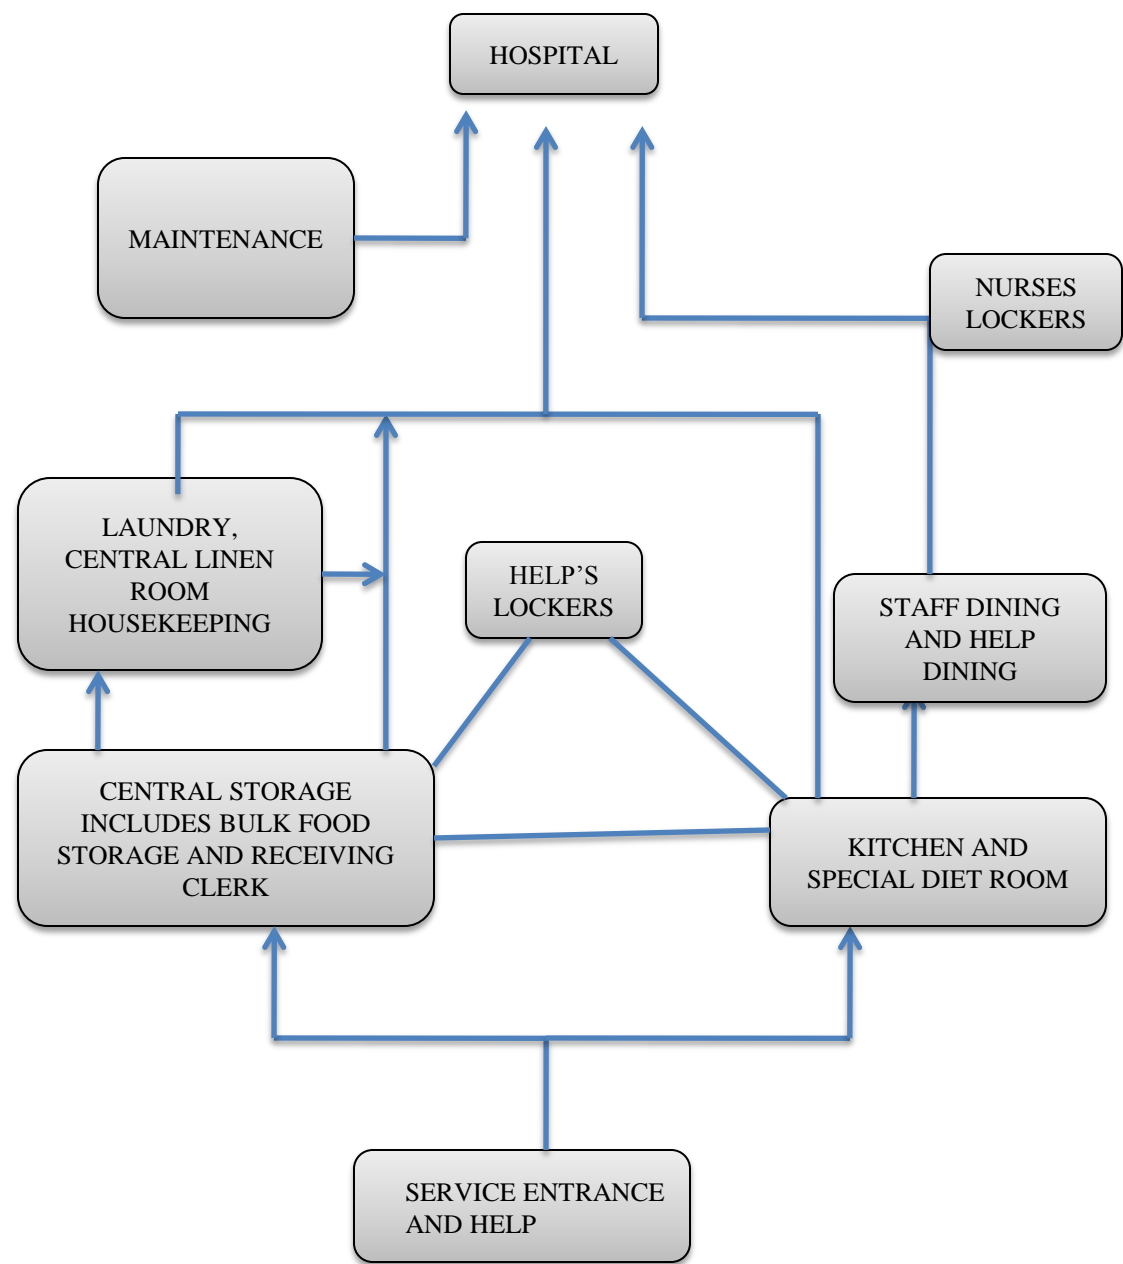 HOSPITAL
MAINTENANCE
NURSES
LOCKERS
LAUNDRY,
CENTRAL LINEN
ROOM
HOUSEKEEPING
HELP’S
LOCKERS
STAFF DINING
AND HELP
DINING
CENTRAL STORAGE
INCLUDES BULK FOOD
STORAGE AND RECEIVING
CLERK
KITCHEN AND
SPECIAL DIET ROOM
SERVICE ENTRANCE
AND HELP